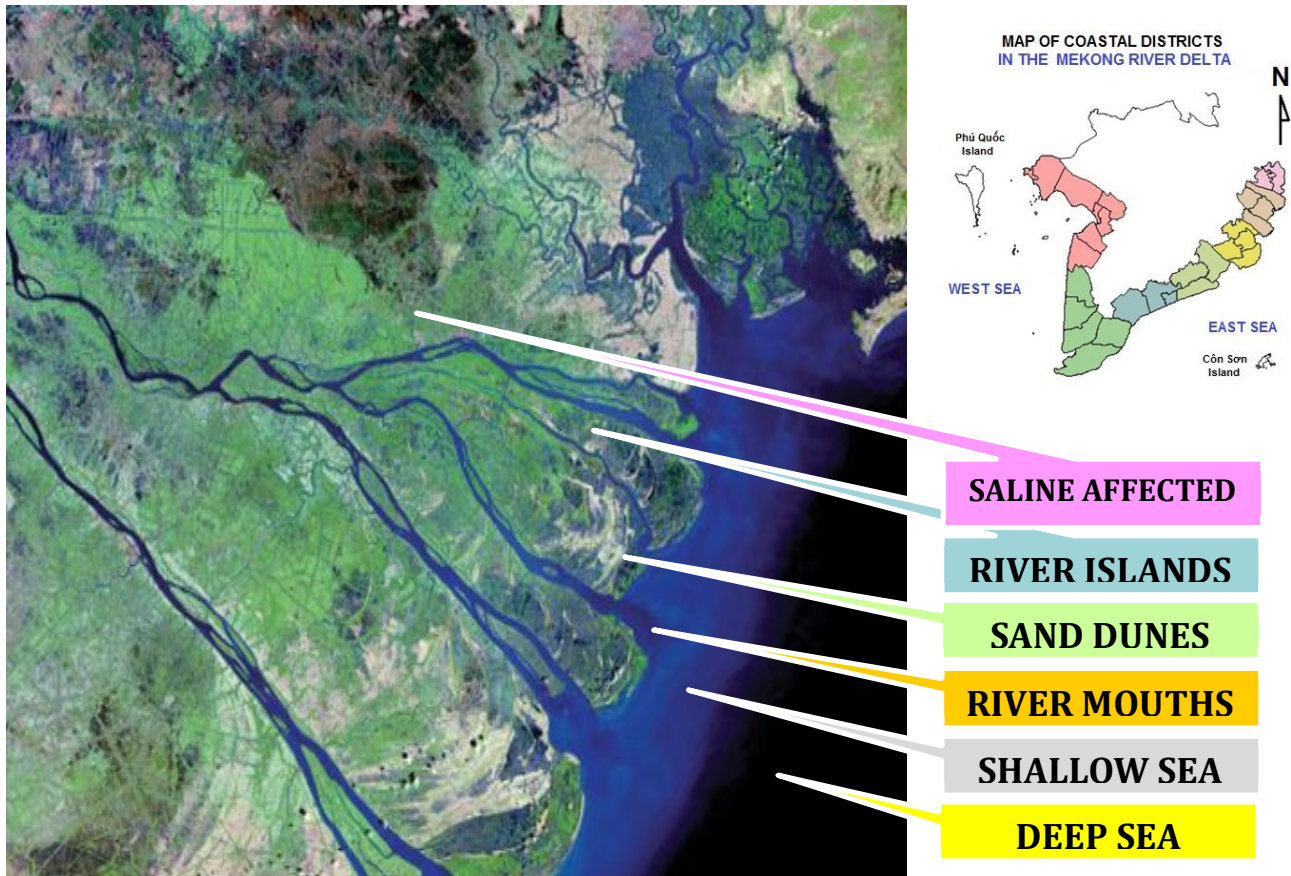 MAP OF COASTAL DISTRICTS
IN THE MEKONG RIVER DELTA
N
Phú Quốc
Island
WEST SEA
EAST SEA
Côn Sơn
Island
SALINE AFFECTED
RIVER ISLANDS
SAND DUNES
RIVER MOUTHS
SHALLOW SEA
DEEP SEA